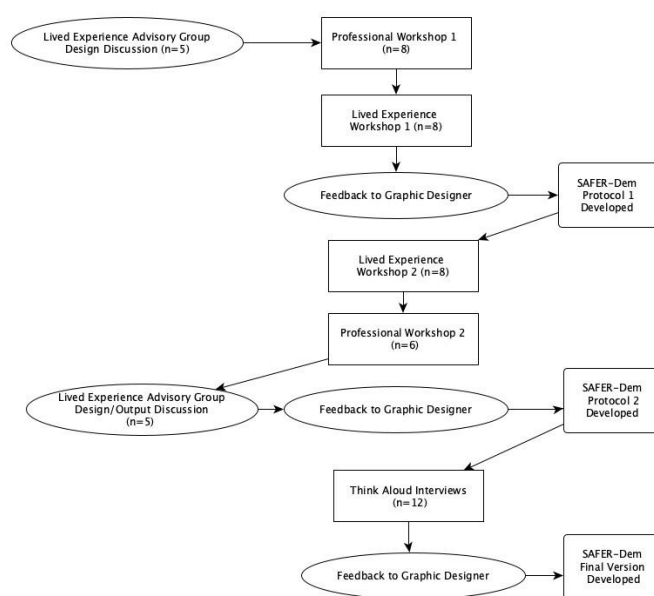 Lived Experience Advisory Group
Design Discussion (n=5)
Professional Workshop 1
(n=8)
Lived Experience
Workshop 1 (n=8)
Feedback to Graphic Designer
SAFER-Dem
Protocol 1
Developed
Lived Experience
Workshop 2 (n=8)
Professional Workshop 2
(n=6)
Lived Experience Advisory Group
Design/Output Discussion
(n=5)
Feedback to Graphic Designer
SAFER-Dem
Protocol 2
Developed
Think Aloud Interviews
(n=12)
Feedback to Graphic Designer
SAFER-Dem
Final Version
Developed